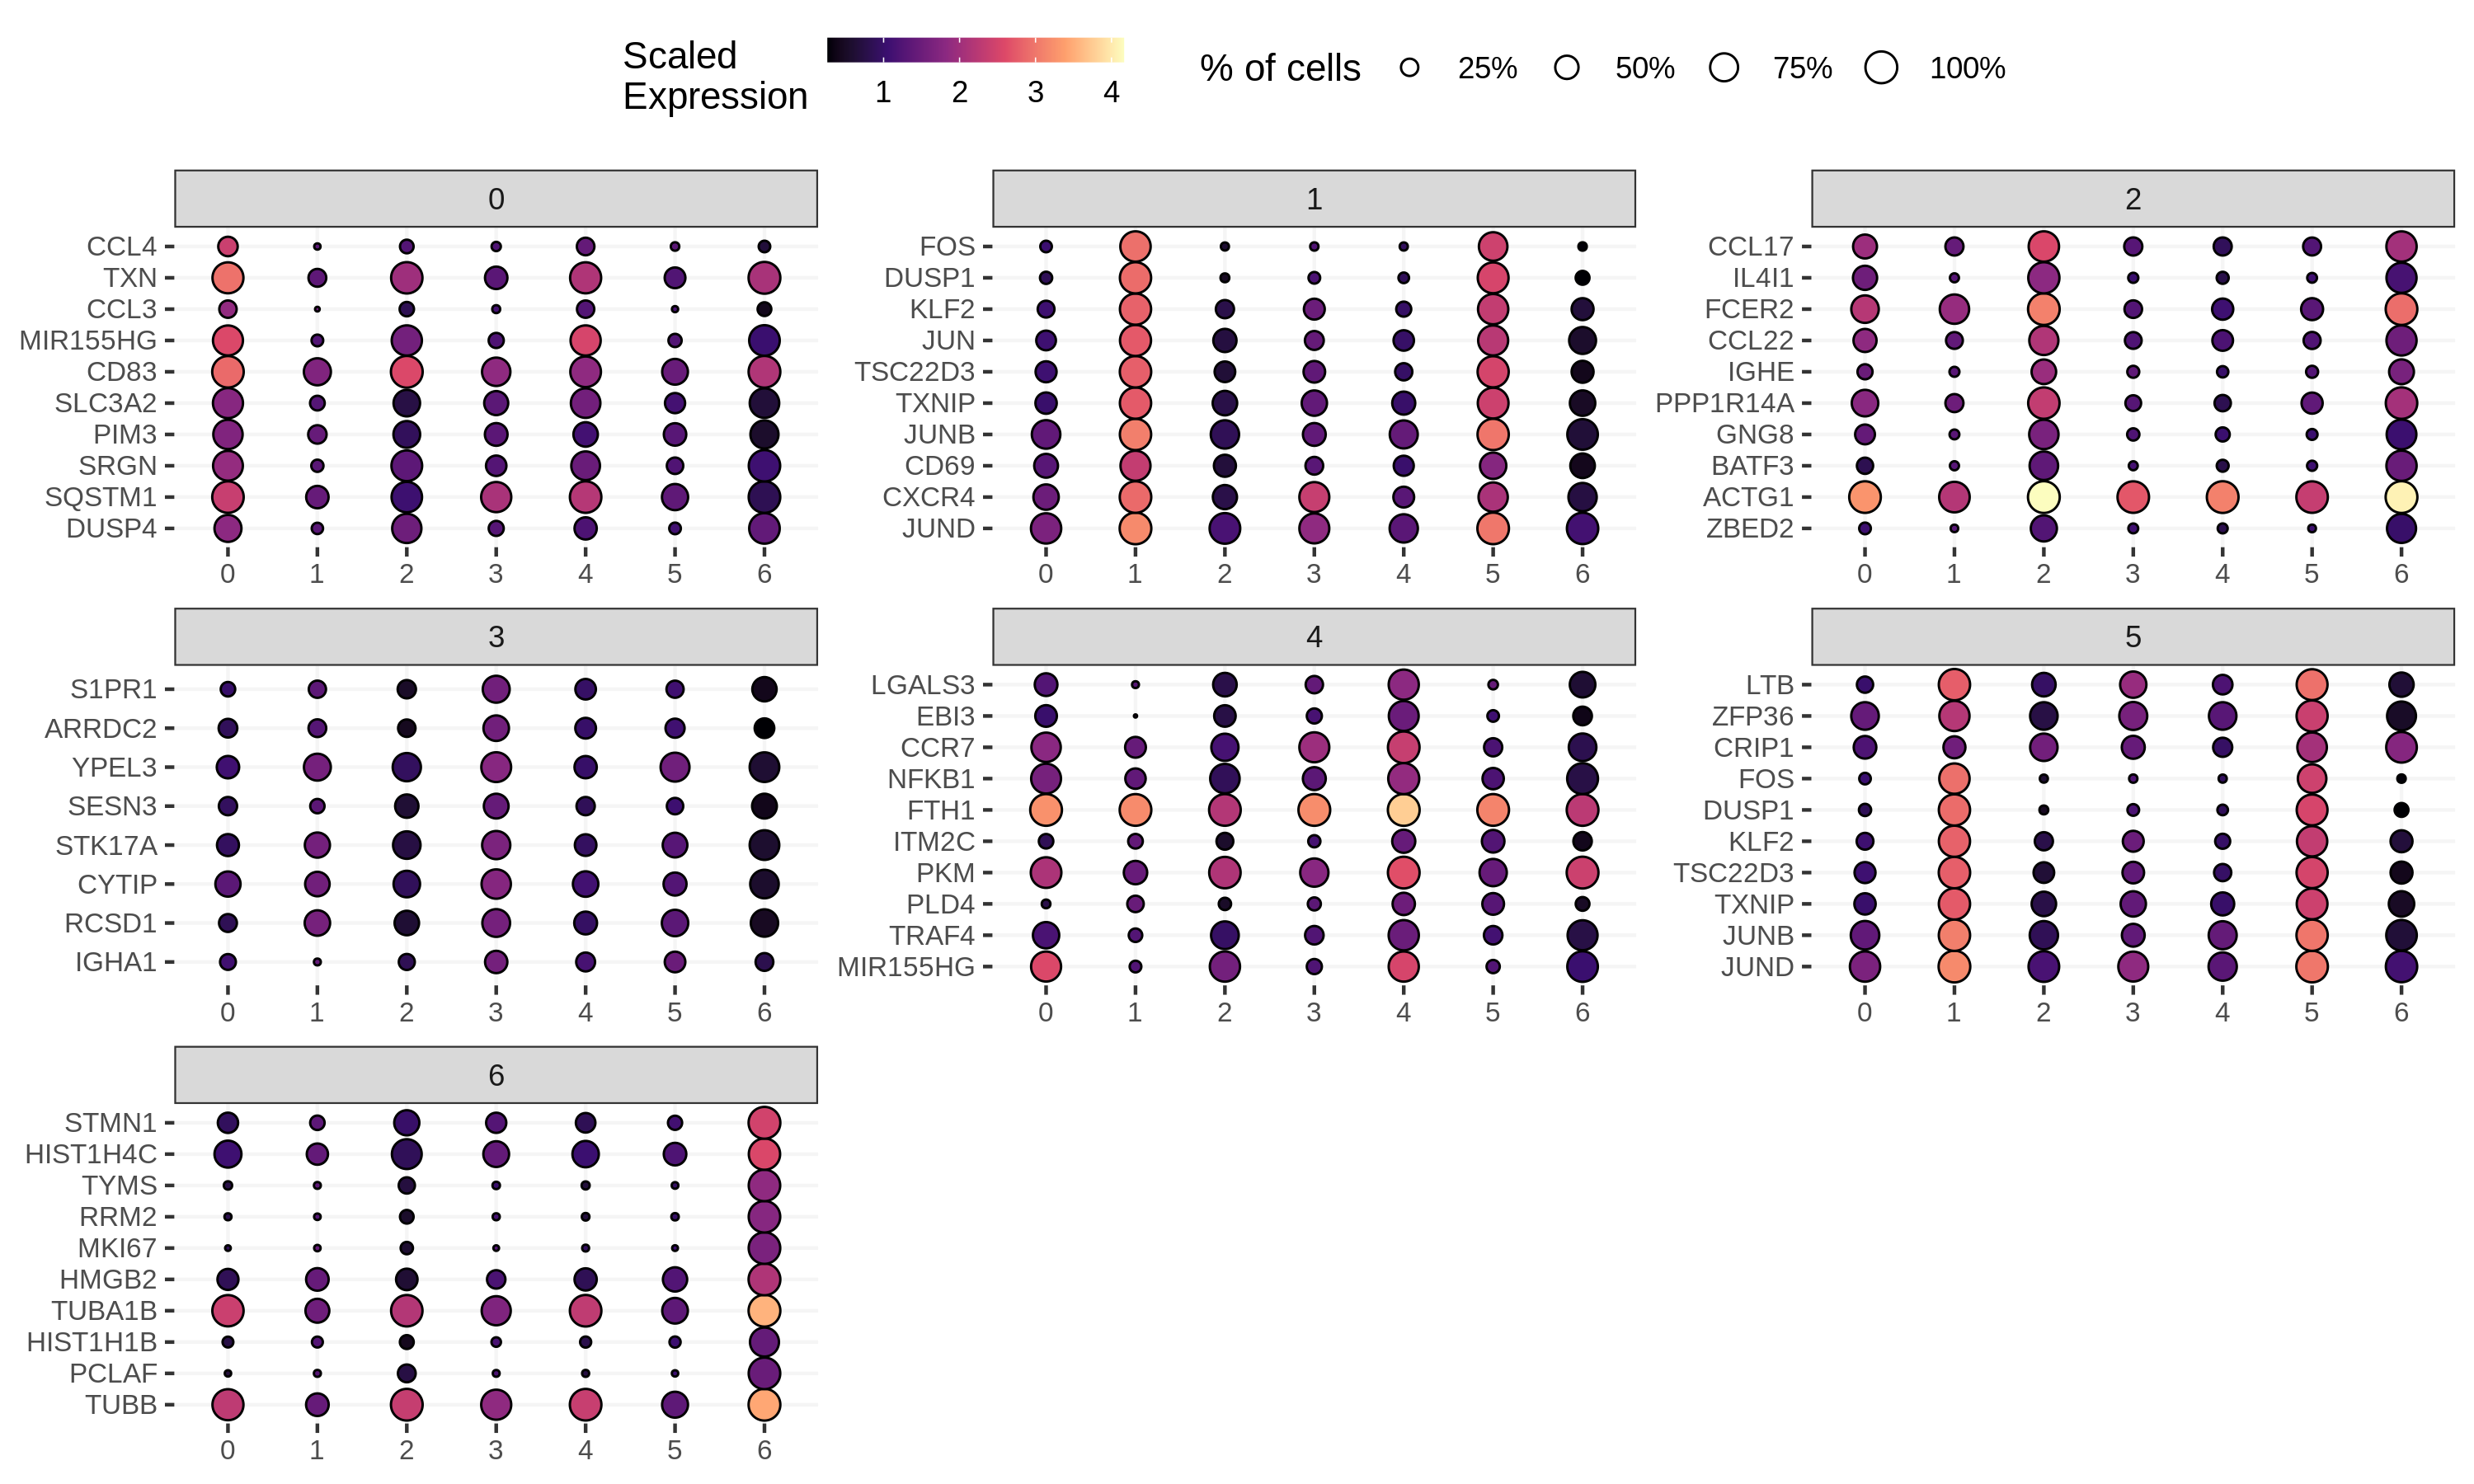 Scaled
Expression
1 2 3 4
% of cells 25% 50% 75% 100%
0
CCL4
TXN
CCL3
MIR155HG
CD83
SLC3A2
PIM3
SRGN
SQSTM1
DUSP4
0 1 2 3 4 5 6
1
FOS
DUSP1
KLF2
JUN
TSC22D3
TXNIP
JUNB
CD69
CXCR4
JUND
0 1 2 3 4 5 6
2
CCL17
IL4I1
FCER2
CCL22
IGHE
PPP1R14A
GNG8
BATF3
ACTG1
ZBED2
0 1 2 3 4 5 6
3
S1PR1
ARRDC2
YPEL3
SESN3
STK17A
CYTIP
RCSD1
IGHA1
0 1 2 3 4 5 6
4
LGALS3
EBI3
CCR7
NFKB1
FTH1
ITM2C
PKM
PLD4
TRAF4
MIR155HG
0 1 2 3 4 5 6
5
LTB
ZFP36
CRIP1
FOS
DUSP1
KLF2
TSC22D3
TXNIP
JUNB
JUND
0 1 2 3 4 5 6
6
STMN1
HIST1H4C
TYMS
RRM2
MKI67
HMGB2
TUBA1B
HIST1H1B
PCLAF
TUBB
0 1 2 3 4 5 6